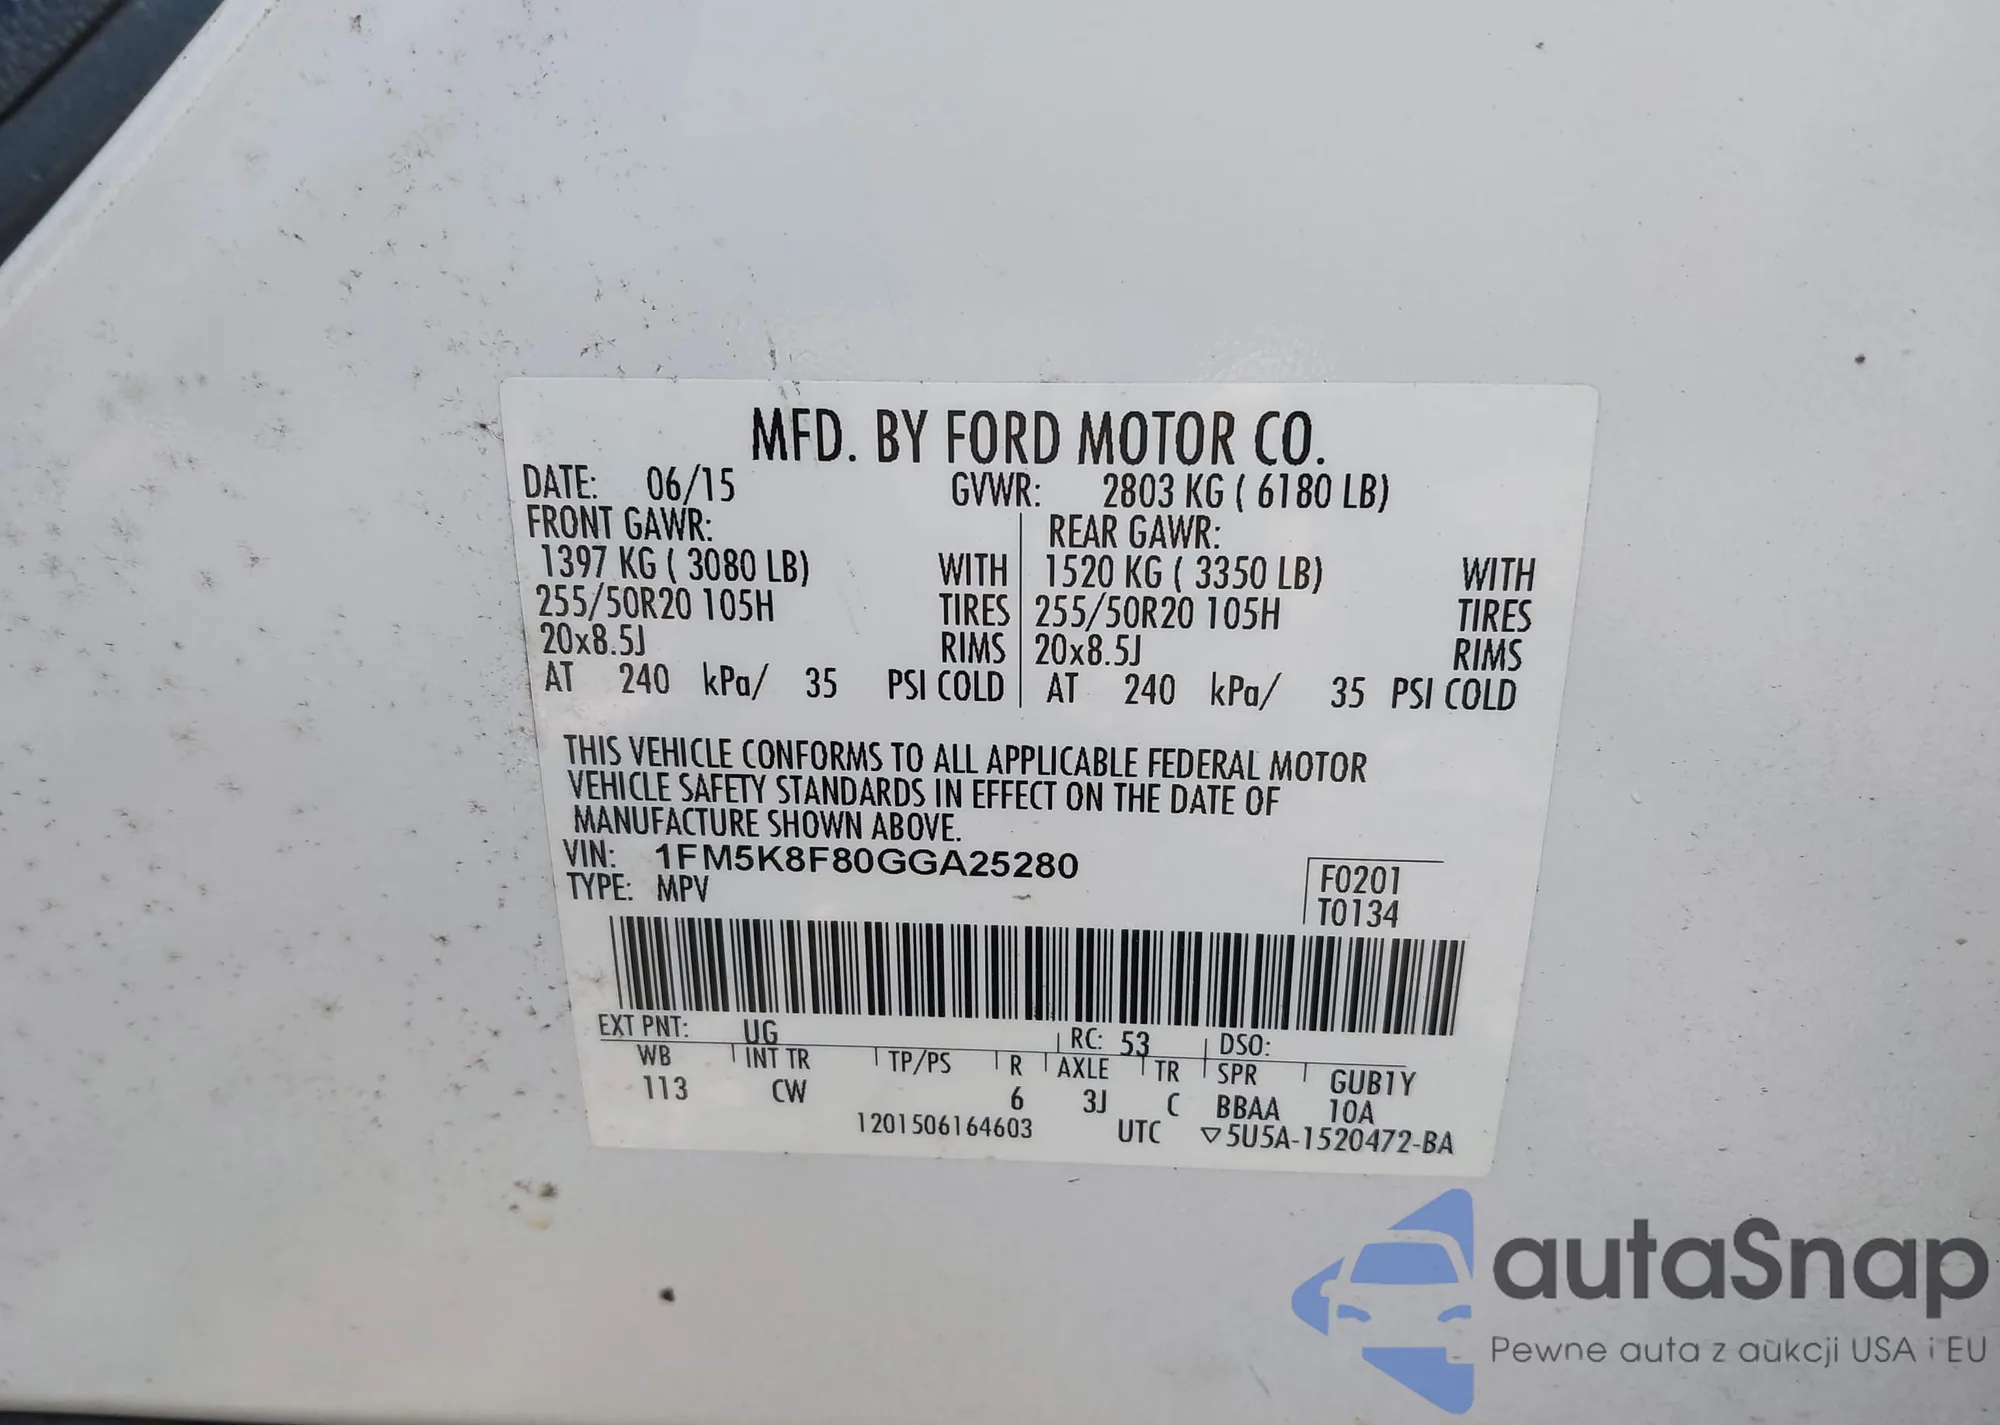 MFD. BY FORD MOTOR CO.
DATE: 06/15 GVWR: 2803 KG ( 6180 LB)
FRONT GAWR: REAR GAWR:
1397 KG ( 3080 LB) WITH 1520 KG ( 3350 LB) WITH
255/50R20 105H TIRES 255/50R20 105H TIRES
20x8.5J RIMS 20x8.5J RIMS
AT 240 kPa/ 35 PSI COLD AT 240 kPa/ 35 PSI COLD
THIS VEHICLE CONFORMS TO ALL APPLICABLE FEDERAL MOTOR
VEHICLE SAFETY STANDARDS IN EFFECT ON THE DATE OF
MANUFACTURE SHOWN ABOVE.
VIN: 1FM5K8F80GGA25280
TYPE: MPV
F0201
T0134
EXT PNT: UG RC: 53 DSO:
WB INT TR TP/PS R AXLE TR SPR GUB1Y
113 CW 6 3J C BBAA 10A
1201506164603 UTC ▽5U5A-1520472-BA
autaSnap
Pewne auta z aukcji USA i EU